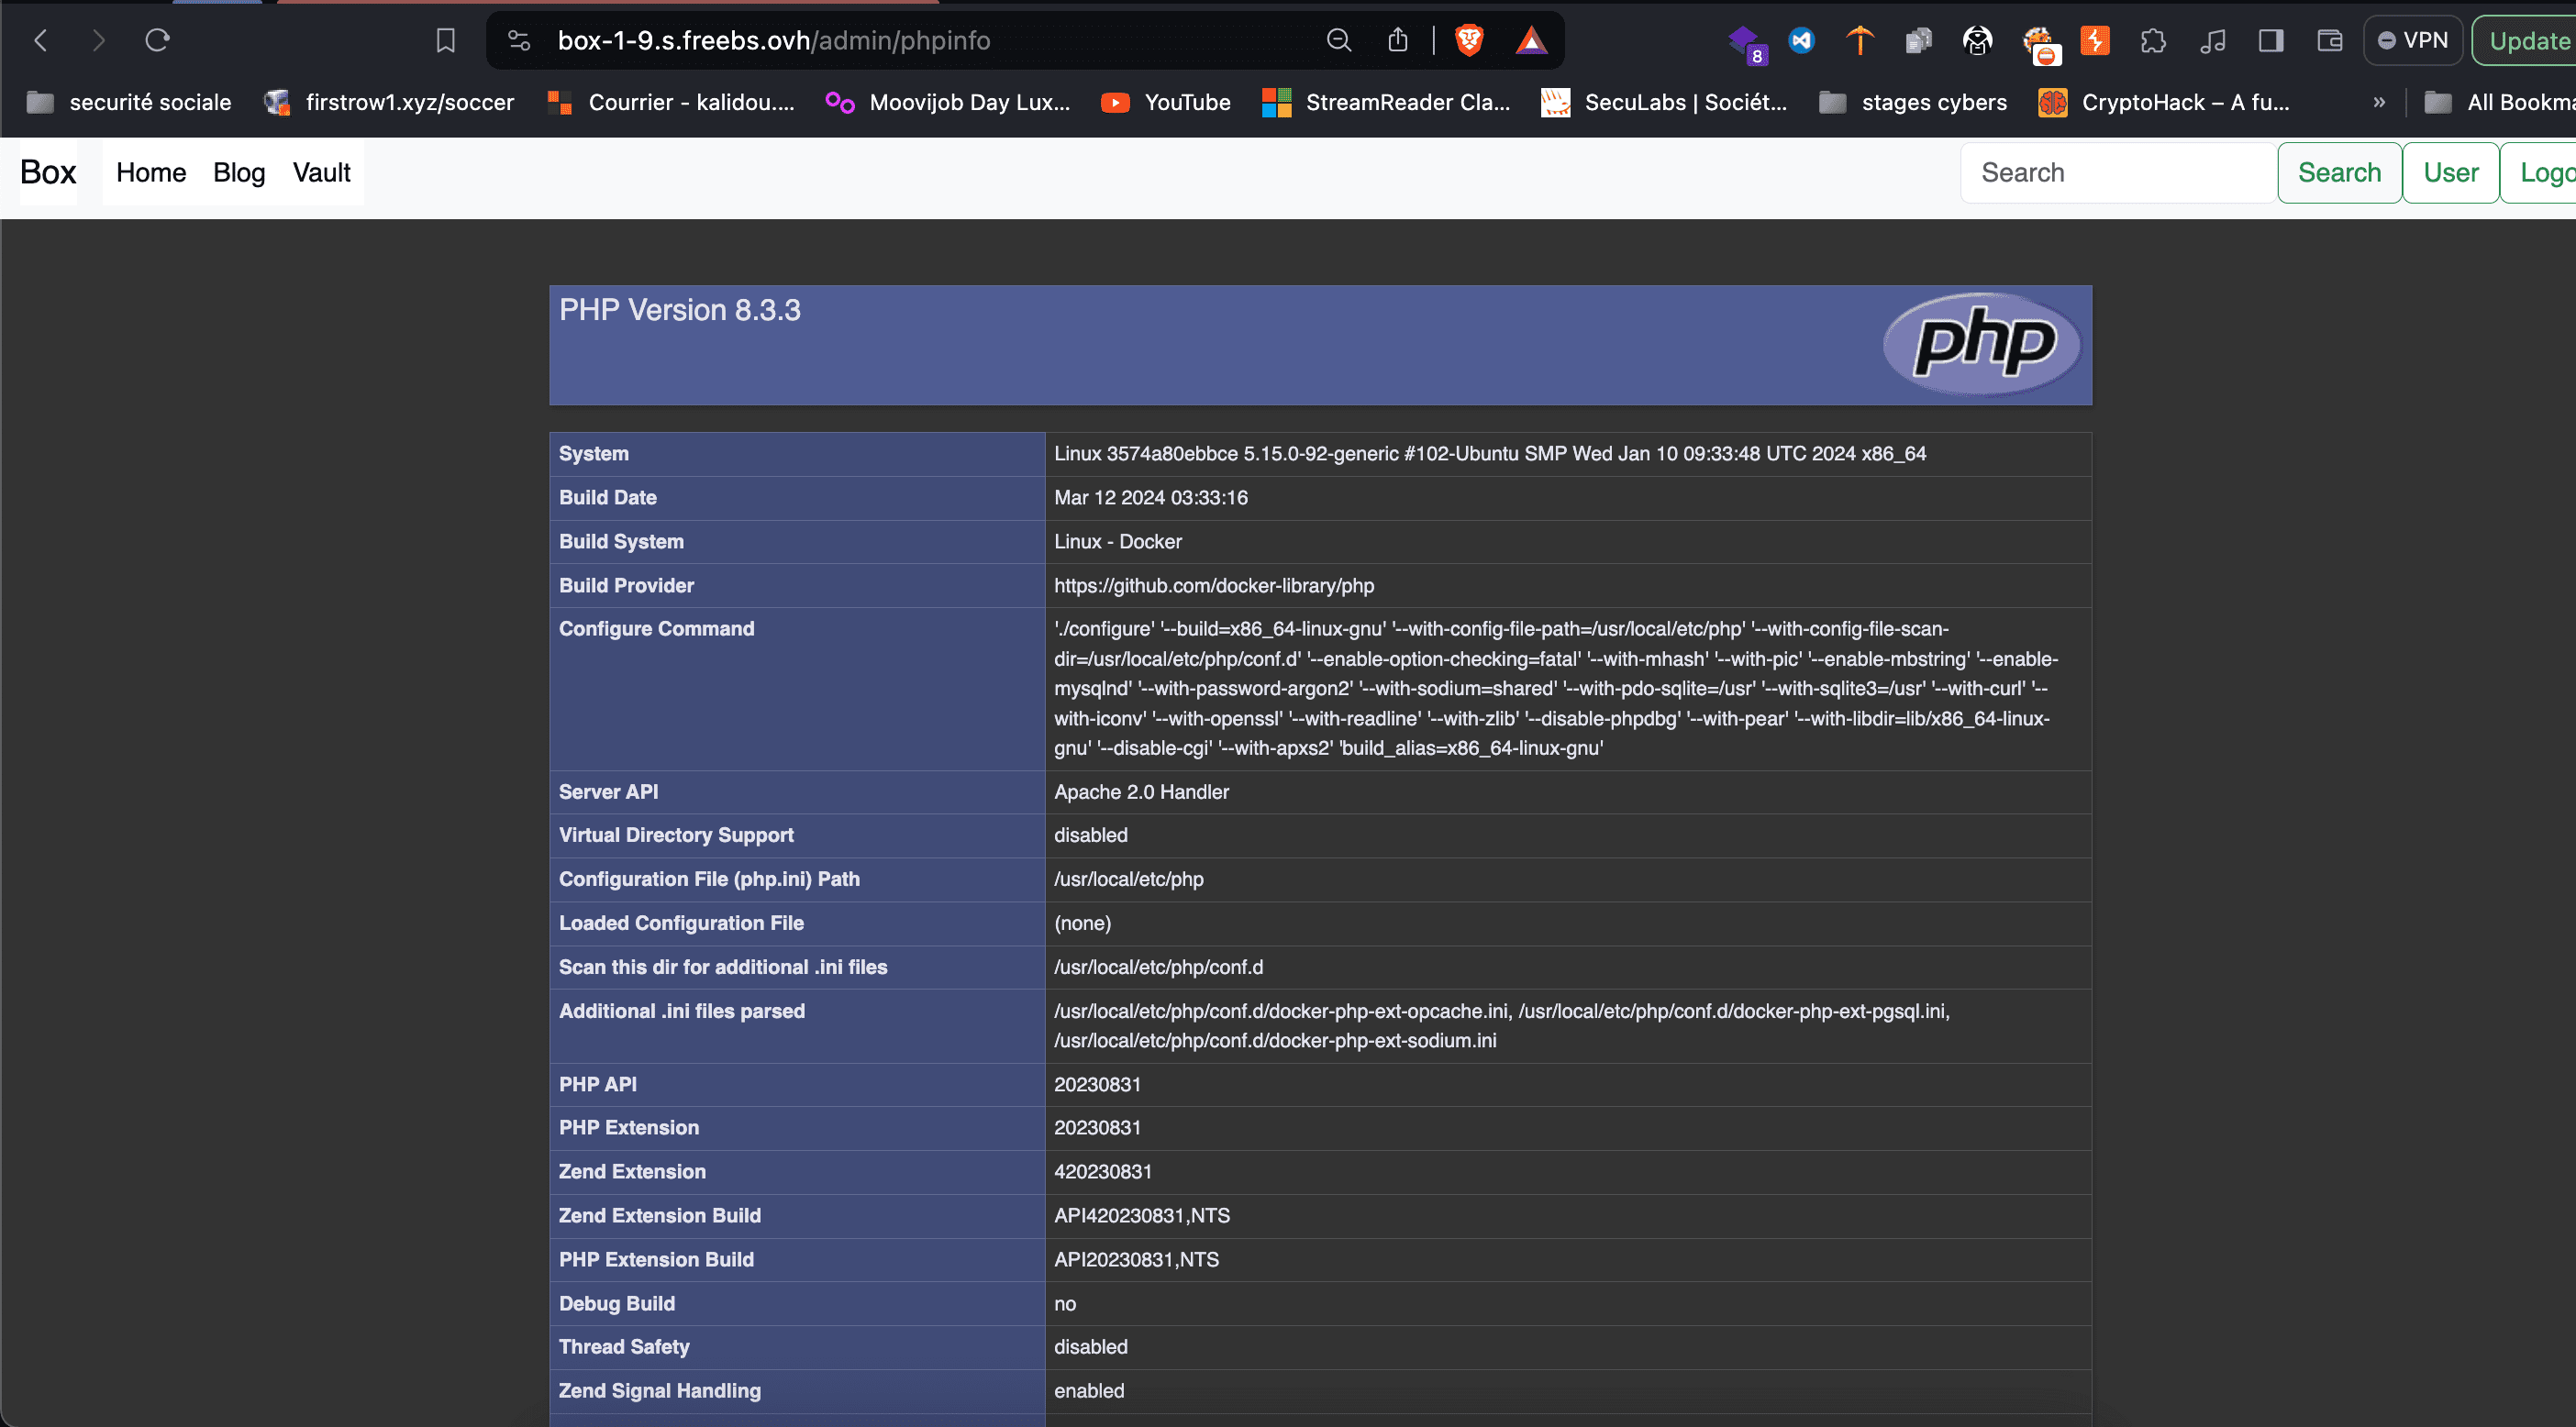 box-1-9.s.freebs.ovh/admin/phpinfo
8
VPN
Update
securité sociale
firstrow1.xyz/soccer
Courrier - kalidou....
Moovijob Day Lux...
YouTube
StreamReader Cla...
SecuLabs | Sociét...
stages cybers
CryptoHack – A fu...
»
All Bookma
Box
Home
Blog
Vault
Search
Search
User
Logo
PHP Version 8.3.3
php
System
Linux 3574a80ebbce 5.15.0-92-generic #102-Ubuntu SMP Wed Jan 10 09:33:48 UTC 2024 x86_64
Build Date
Mar 12 2024 03:33:16
Build System
Linux - Docker
Build Provider
https://github.com/docker-library/php
Configure Command
'./configure' '--build=x86_64-linux-gnu' '--with-config-file-path=/usr/local/etc/php' '--with-config-file-scan-
dir=/usr/local/etc/php/conf.d' '--enable-option-checking=fatal' '--with-mhash' '--with-pic' '--enable-mbstring' '--enable-
mysqlnd' '--with-password-argon2' '--with-sodium=shared' '--with-pdo-sqlite=/usr' '--with-sqlite3=/usr' '--with-curl' '--
with-iconv' '--with-openssl' '--with-readline' '--with-zlib' '--disable-phpdbg' '--with-pear' '--with-libdir=lib/x86_64-linux-
gnu' '--disable-cgi' '--with-apxs2' 'build_alias=x86_64-linux-gnu'
Server API
Apache 2.0 Handler
Virtual Directory Support
disabled
Configuration File (php.ini) Path
/usr/local/etc/php
Loaded Configuration File
(none)
Scan this dir for additional .ini files
/usr/local/etc/php/conf.d
Additional .ini files parsed
/usr/local/etc/php/conf.d/docker-php-ext-opcache.ini, /usr/local/etc/php/conf.d/docker-php-ext-pgsql.ini,
/usr/local/etc/php/conf.d/docker-php-ext-sodium.ini
PHP API
20230831
PHP Extension
20230831
Zend Extension
420230831
Zend Extension Build
API420230831,NTS
PHP Extension Build
API20230831,NTS
Debug Build
no
Thread Safety
disabled
Zend Signal Handling
enabled